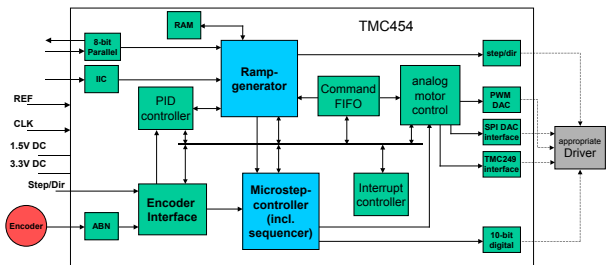 TMC454
RAM
8-bit
Parallel
IIC
REF
CLK
1.5V DC
3.3V DC
Step/Dir
Encoder
ABN
PID
controller
Encoder
Interface
Ramp-
generator
Command
FIFO
analog
motor
control
Microstep-
controller
(incl.
sequencer)
Interrupt
controller
step/dir
PWM
DAC
SPI DAC
interface
TMC249
interface
10-bit
digital
appropriate
Driver